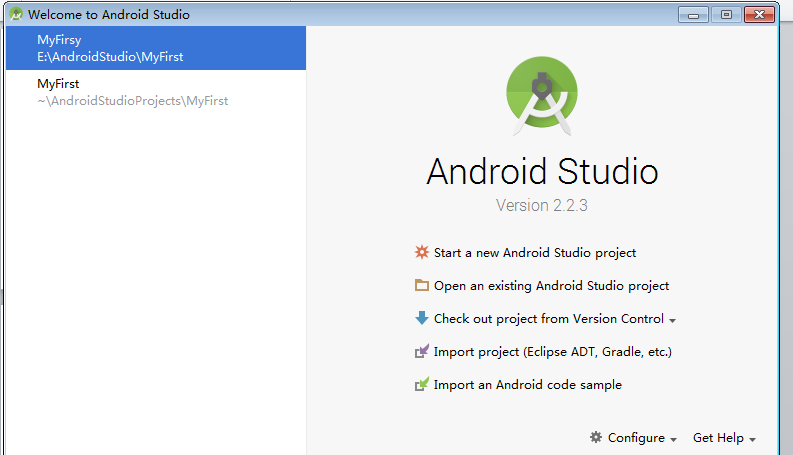 Welcome to Android Studio
MyFirsy
E:\AndroidStudio\MyFirst
MyFirst
~\AndroidStudioProjects\MyFirst
Android Studio
Version 2.2.3
Start a new Android Studio project
Open an existing Android Studio project
Check out project from Version Control
Import project (Eclipse ADT, Gradle, etc.)
Import an Android code sample
Configure Get Help